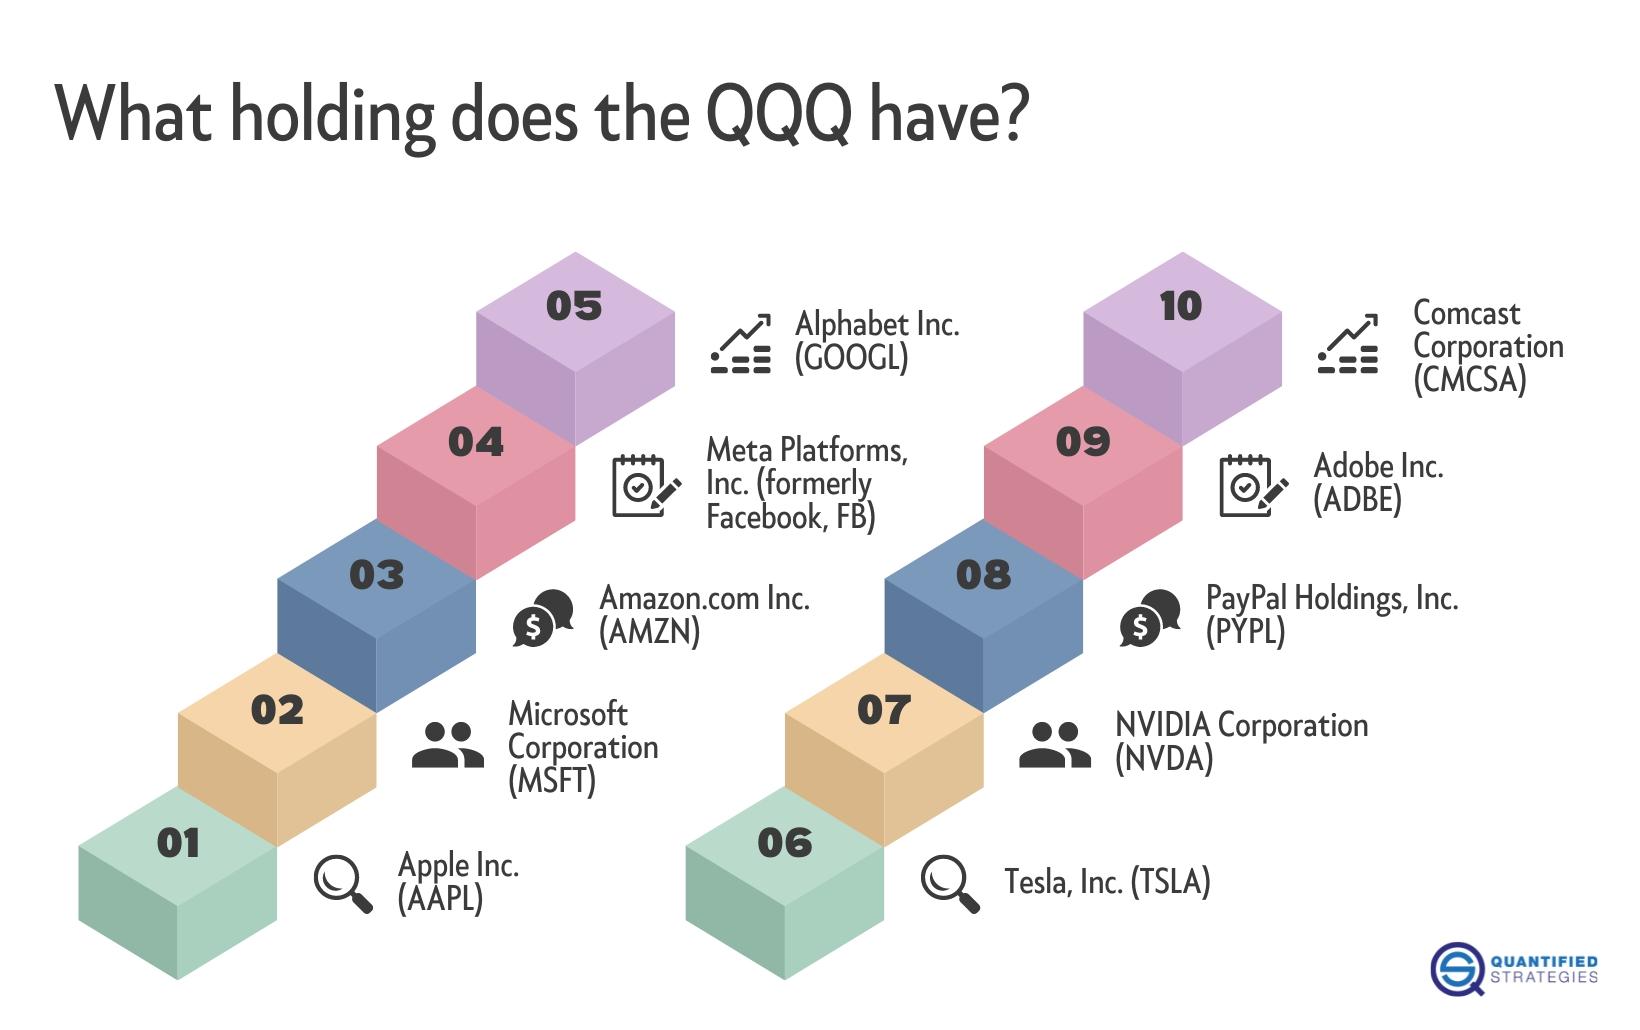 What holding does the QQQ have?
05
Alphabet Inc.
(GOOGL)
04
Meta Platforms,
Inc. (formerly
Facebook, FB)
03
Amazon.com Inc.
(AMZN)
02
Microsoft
Corporation
(MSFT)
01
Apple Inc.
(AAPL)
10
Comcast
Corporation
(CMCSA)
09
Adobe Inc.
(ADBE)
08
PayPal Holdings, Inc.
(PYPL)
07
NVIDIA Corporation
(NVDA)
06
Tesla, Inc. (TSLA)
QUANTIFIED
STRATEGIES